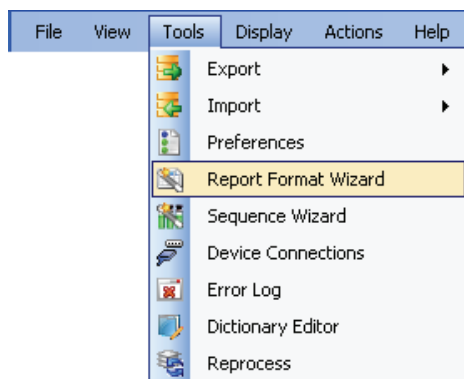 File View Tools Display Actions Help
Export
Import
Preferences
Report Format Wizard
Sequence Wizard
Device Connections
Error Log
Dictionary Editor
Reprocess